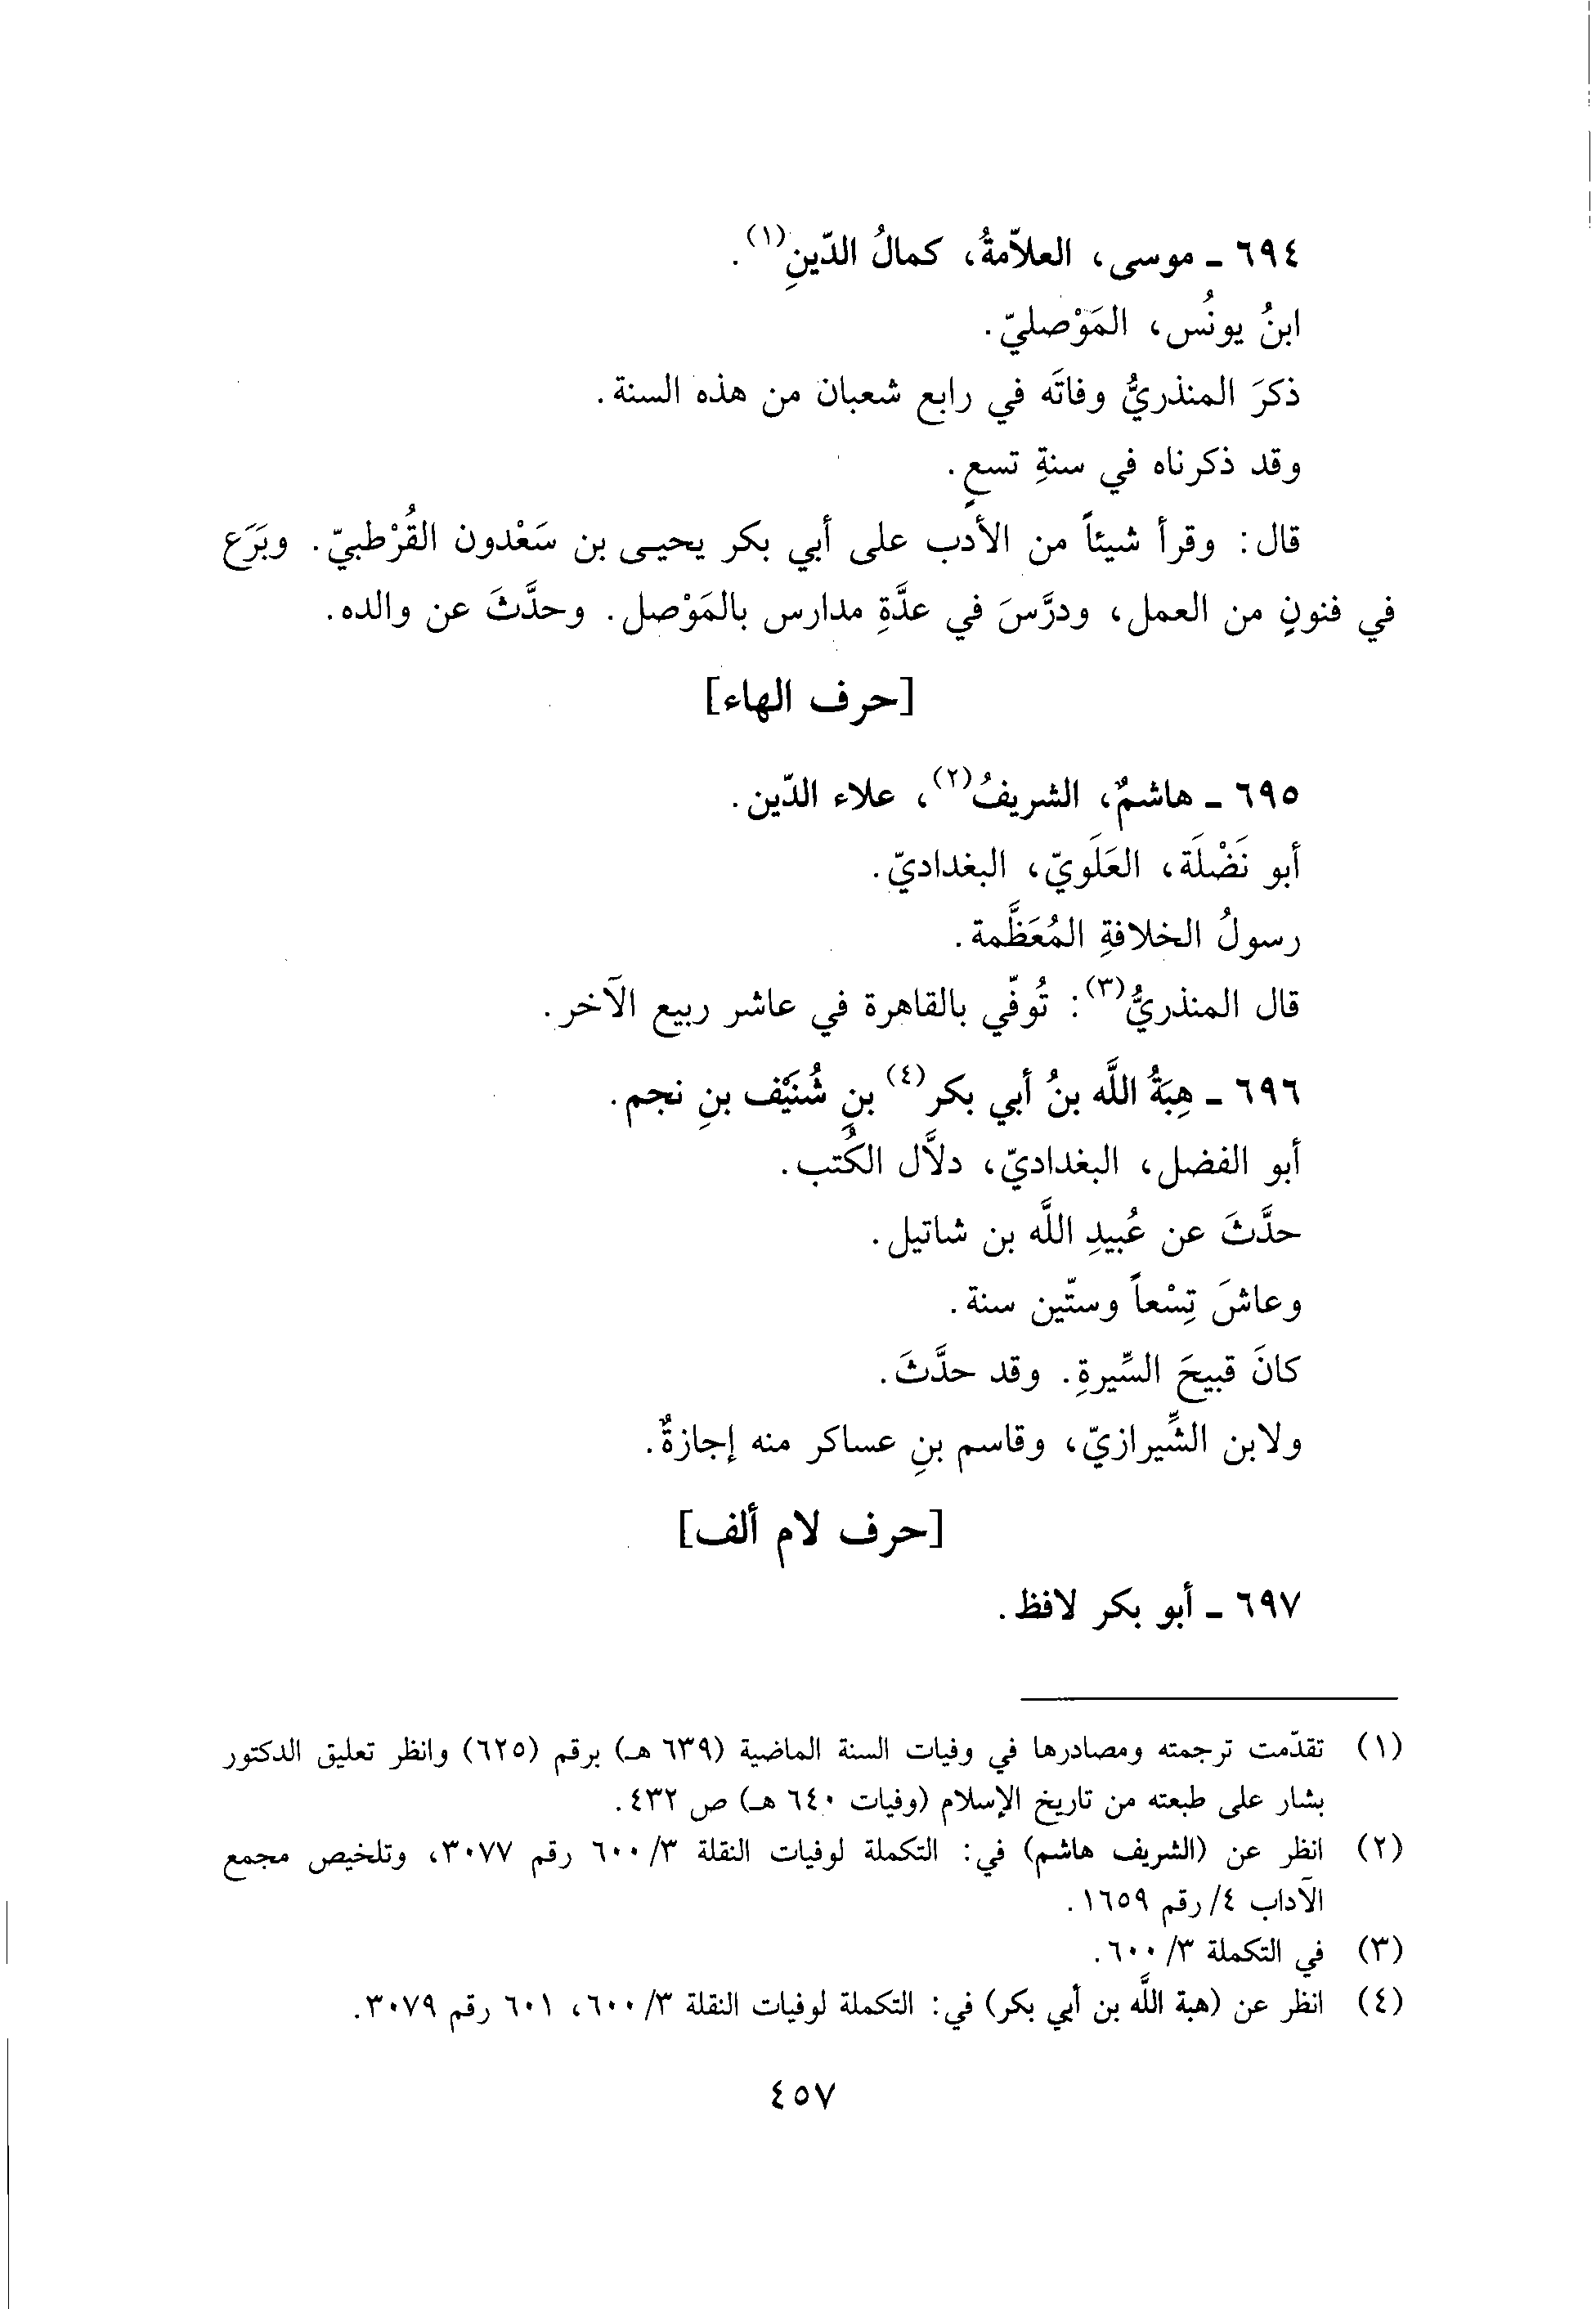 ٦٩٤ ـ موسى، العلاّمةُ، كمالُ الدّينِ(١).
ابنُ يونُس، المَوْصليّ.
ذكرَ المنذريُّ وفاتَه في رابع شعبان من هذه السنة.
وقد ذكرناه في سنةِ تسعٍ.
قال: وقرأ شيئاً من الأدب على أبي بكر يحيـى بن سَعْدون القُرْطبيّ. وبَرَع
في فنونٍ من العمل، ودرَّسَ في عدَّةِ مدارس بالمَوْصل. وحدَّثَ عن والده.
[حرف الهاء]
٦٩٥ ـ هاشمٌ، الشريفُ(٢)، علاء الدّين.
أبو نَضْلَة، العَلَويّ، البغداديّ.
رسولُ الخلافةِ المُعَظَّمة.
قال المنذريُّ(٣): تُوفّي بالقاهرة في عاشر ربيع الآخر.
٦٩٦ ـ هِبَةُ اللَّه بنُ أبي بكر(٤) بنِ شُنَيْف بنِ نجم.
أبو الفضل، البغداديّ، دلاَّل الكُتب.
حدَّثَ عن عُبيدِ اللَّه بن شاتيل.
وعاشَ تِسْعاً وستّين سنة.
كانَ قبيحَ السِّيرةِ. وقد حدَّثَ.
ولابن الشِّيرازيّ، وقاسم بنِ عساكر منه إجازةٌ.
[حرف لام ألف]
٦٩٧ ـ أبو بكر لافظ.
(١) تقدّمت ترجمته ومصادرها في وفيات السنة الماضية (٦٣٩ هـ) برقم (٦٢٥) وانظر تعليق الدكتور
بشار على طبعته من تاريخ الإسلام (وفيات ٦٤٠ هـ) ص ٤٣٢.
(٢) انظر عن (الشريف هاشم) في: التكملة لوفيات النقلة ٣/ ٦٠٠ رقم ٣٠٧٧، وتلخيص مجمع
الآداب ٤/ رقم ١٦٥٩.
(٣) في التكملة ٣/ ٦٠٠.
(٤) انظر عن (هبة اللَّه بن أبي بكر) في: التكملة لوفيات النقلة ٣/ ٦٠٠، ٦٠١ رقم ٣٠٧٩.
٤٥٧